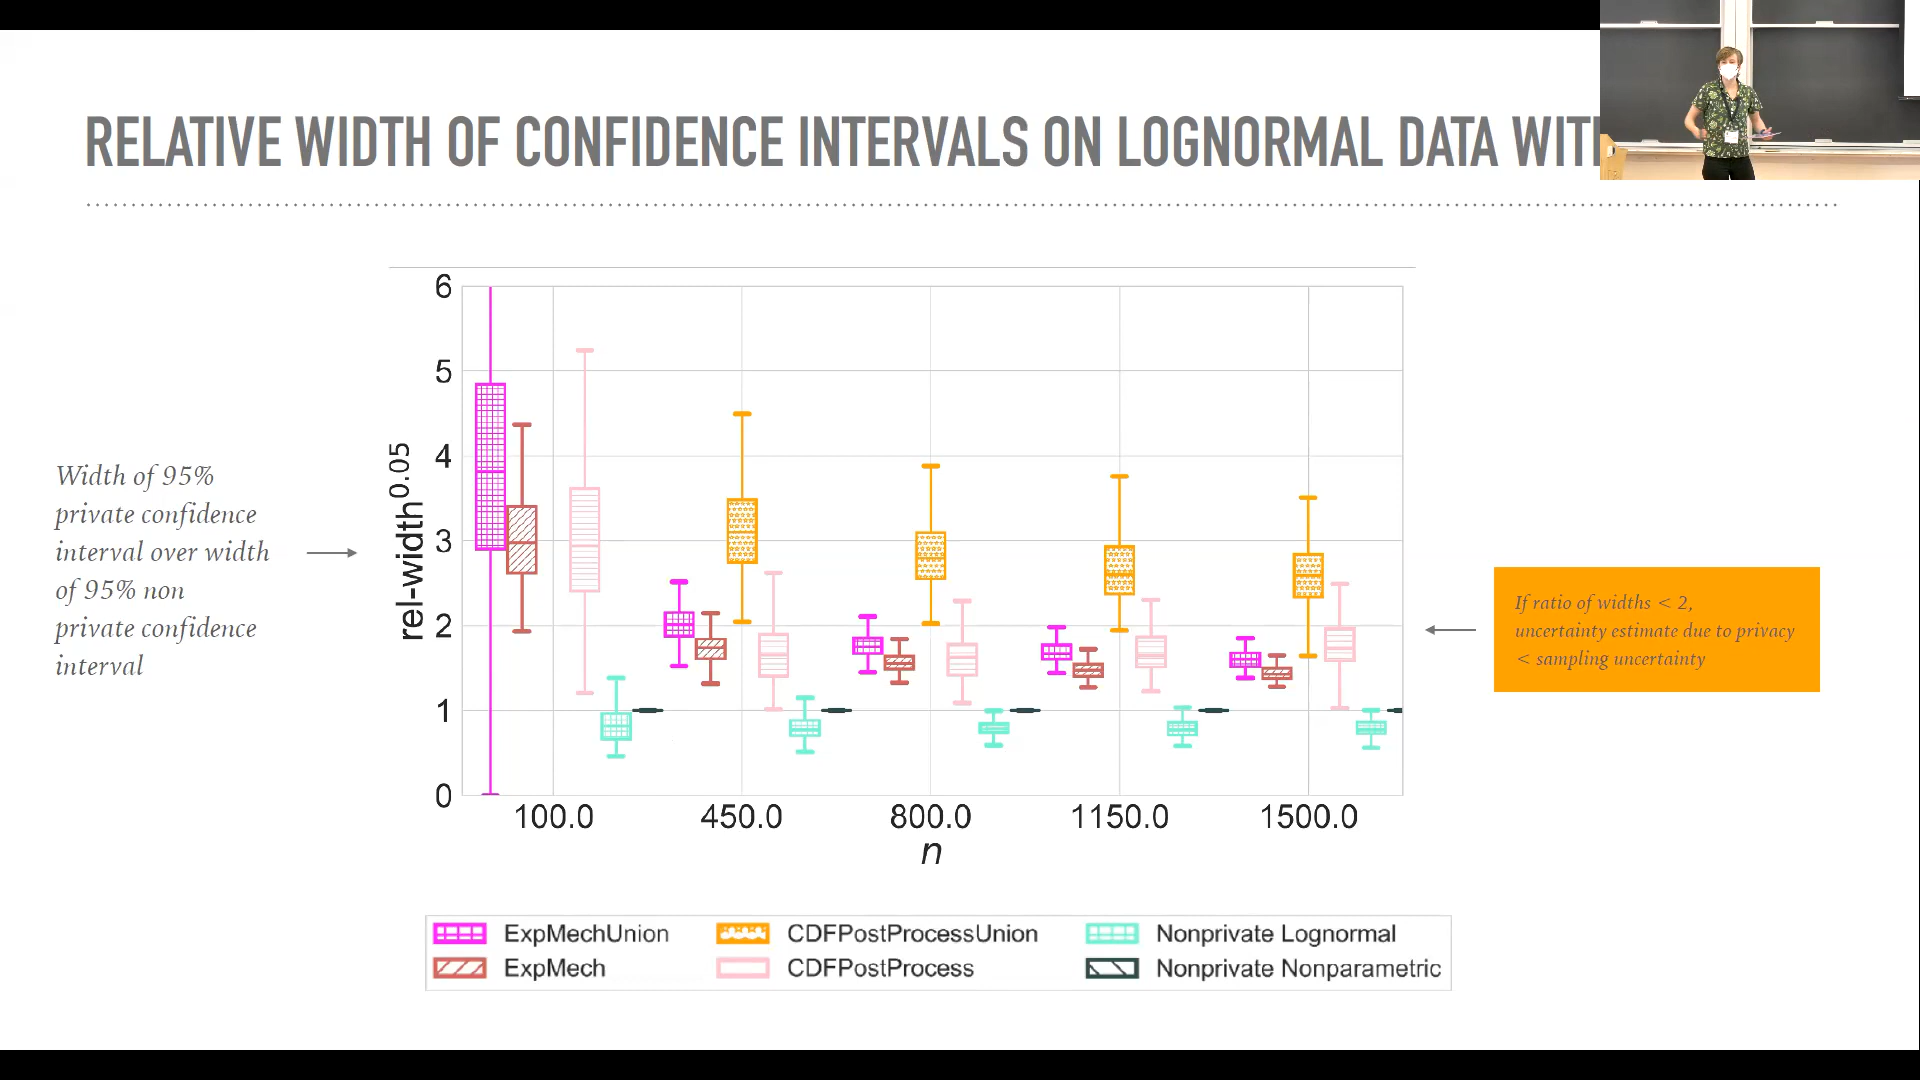 RELATIVE WIDTH OF CONFIDENCE INTERVALS ON LOGNORMAL DATA
Width of 95%
private confidence
interval over width
of 95% non
private confidence
interval
rel-width0.05
6
5
4
3
2
1
0
100.0 450.0 800.0 1150.0 1500.0
n
If ratio of widths < 2,
uncertainty estimate due to privacy
< sampling uncertainty
ExpMechUnion CDFPostProcessUnion Nonprivate Lognormal
ExpMech CDFPostProcess Nonprivate Nonparametric